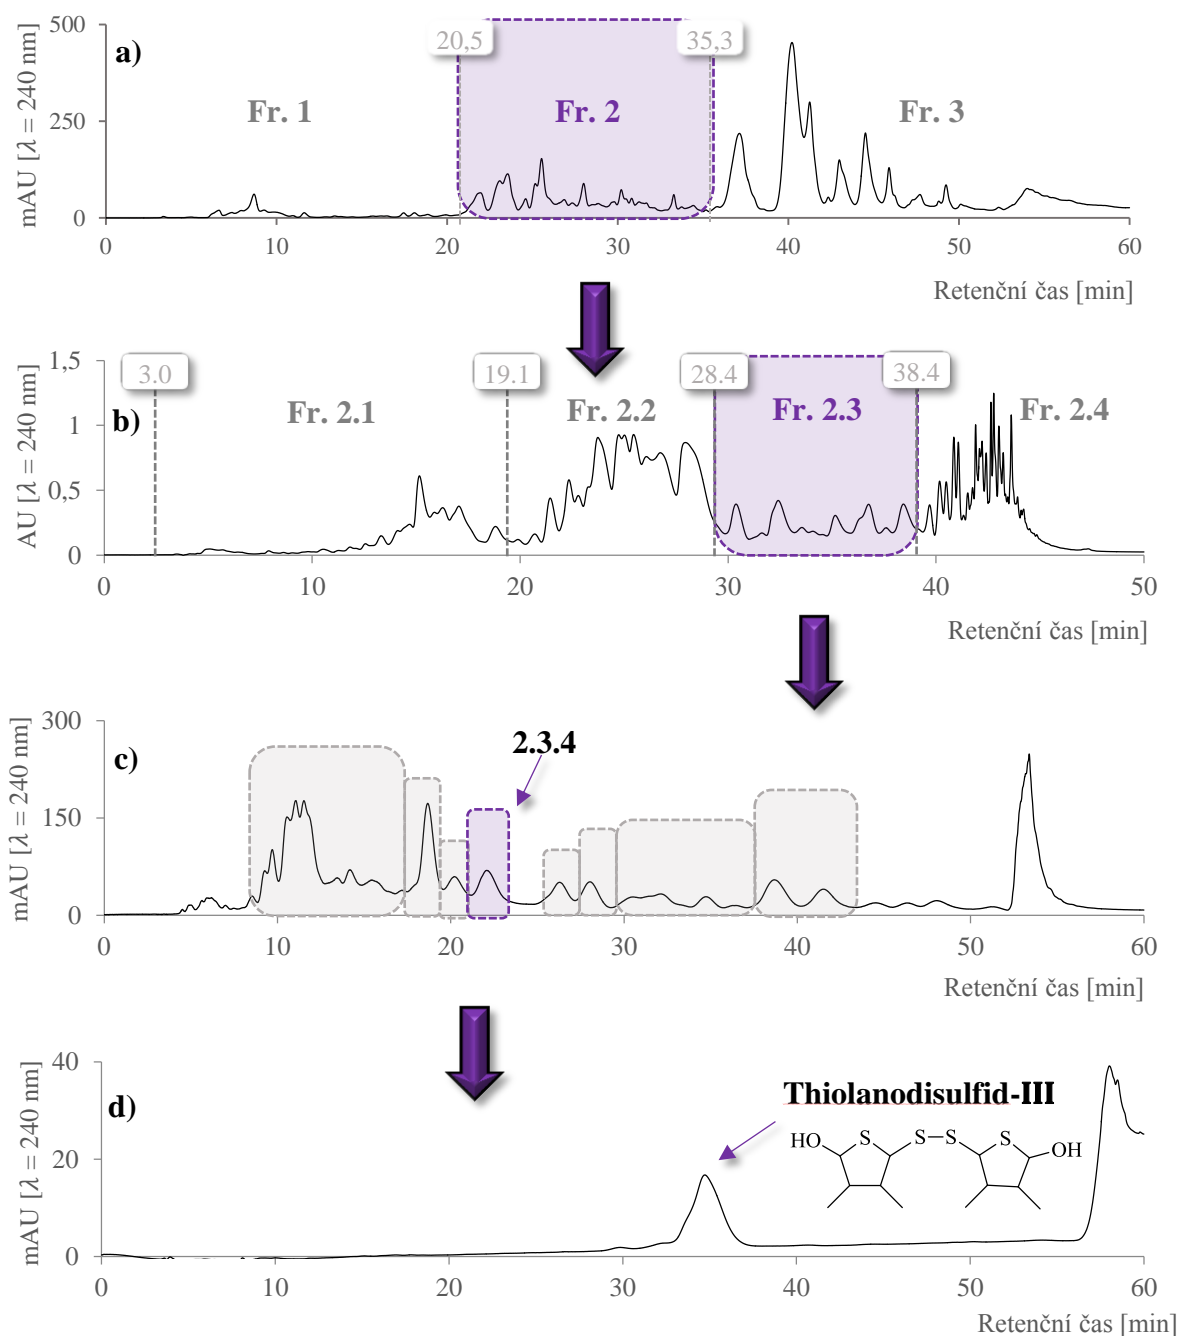 a)
mAU [λ = 240 nm]
500
250
0
20,5
35,3
Fr. 1
Fr. 2
Fr. 3
0 10 20 30 40 50 60
Retenční čas [min]
b)
AU [λ = 240 nm]
1,5
1
0,5
0
3.0
19.1
28.4
38.4
Fr. 2.1
Fr. 2.2
Fr. 2.3
Fr. 2.4
0 10 20 30 40 50
Retenční čas [min]
c)
mAU [λ = 240 nm]
300
150
0
2.3.4
0 10 20 30 40 50 60
Retenční čas [min]
d)
mAU [λ = 240 nm]
40
20
0
Thiolanodisulfid-III
HO S S–S S OH
0 10 20 30 40 50 60
Retenční čas [min]